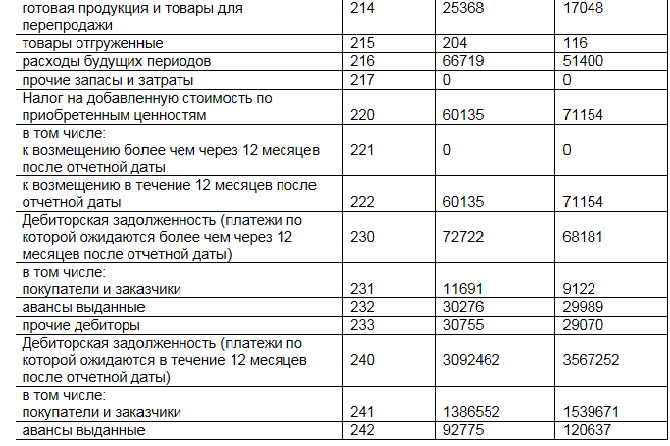 готовая продукция и товары для
перепродажи 214 25368 17048
товары отгруженные 215 204 116
расходы будущих периодов 216 66719 51400
прочие запасы и затраты 217 0 0
Налог на добавленную стоимость по
приобретенным ценностям 220 60135 71154
в том числе:
к возмещению более чем через 12 месяцев 221 0 0
после отчетной даты
к возмещению в течение 12 месяцев после
отчетной даты 222 60135 71154
Дебиторская задолженность (платежи по
которой ожидаются более чем через 12 230 72722 68181
месяцев после отчетной даты)
в том числе:
покупатели и заказчики 231 11691 9122
авансы выданные 232 30276 29989
прочие дебиторы 233 30755 29070
Дебиторская задолженность (платежи по
которой ожидаются в течение 12 месяцев 240 3092462 3567252
после отчетной даты)
в том числе:
покупатели и заказчики 241 1386552 1539671
авансы выданные 242 92775 120637